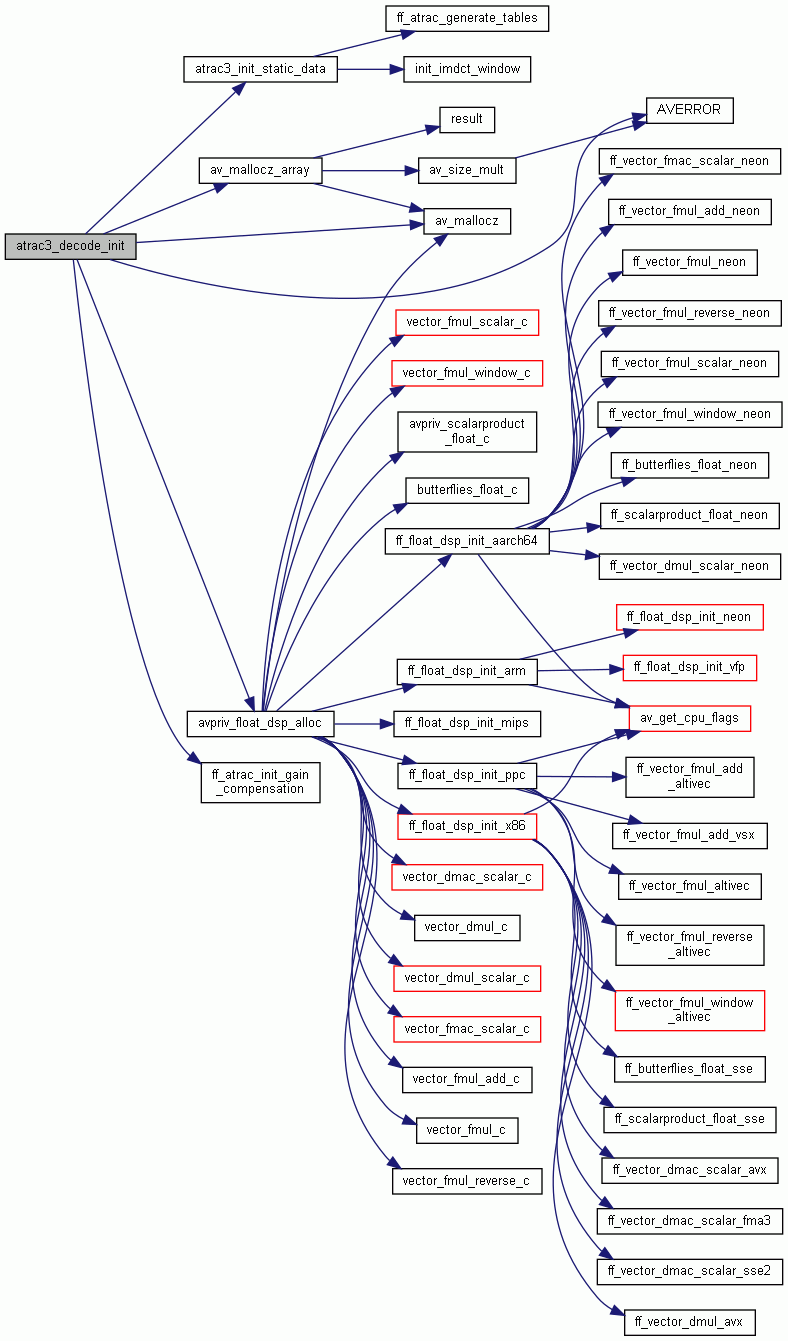 ff_atrac_generate_tables
atrac3_init_static_data
init_imdct_window
AVERROR
result
ff_vector_fmac_scalar_neon
av_mallocz_array
av_size_mult
ff_vector_fmul_add_neon
av_mallocz
atrac3_decode_init
ff_vector_fmul_neon
ff_vector_fmul_reverse_neon
vector_fmul_scalar_c
ff_vector_fmul_scalar_neon
vector_fmul_window_c
ff_vector_fmul_window_neon
avpriv_scalarproduct
_float_c
ff_butterflies_float_neon
butterflies_float_c
ff_scalarproduct_float_neon
ff_float_dsp_init_aarch64
ff_vector_dmul_scalar_neon
ff_float_dsp_init_neon
ff_float_dsp_init_arm
ff_float_dsp_init_vfp
av_get_cpu_flags
avpriv_float_dsp_alloc
ff_float_dsp_init_mips
ff_vector_fmul_add
_altivec
ff_float_dsp_init_ppc
ff_atrac_init_gain
_compensation
ff_float_dsp_init_x86
ff_vector_fmul_add_vsx
vector_dmac_scalar_c
ff_vector_fmul_altivec
vector_dmul_c
ff_vector_fmul_reverse
_altivec
vector_dmul_scalar_c
ff_vector_fmul_window
_altivec
vector_fmac_scalar_c
ff_butterflies_float_sse
vector_fmul_add_c
ff_scalarproduct_float_sse
vector_fmul_c
ff_vector_dmac_scalar_avx
vector_fmul_reverse_c
ff_vector_dmac_scalar_fma3
ff_vector_dmac_scalar_sse2
ff_vector_dmul_avx